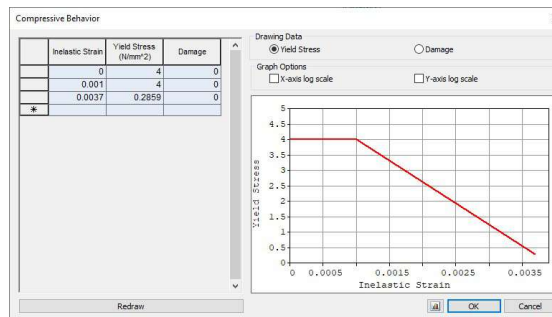 Compressive Behavior
Inelastic Strain Yield Stress (N/mm^2) Damage
0 4 0
0.001 4 0
0.0037 0.2859 0
*
Redraw
Drawing Data
Yield Stress Damage
Graph Options
X-axis log scale Y-axis log scale
5
4.5
4
3.5
3
2.5
2
1.5
1
0.5
0
Yield Stress
0 0.0005 0.0015 0.0025 0.0035
Inelastic Strain
OK Cancel